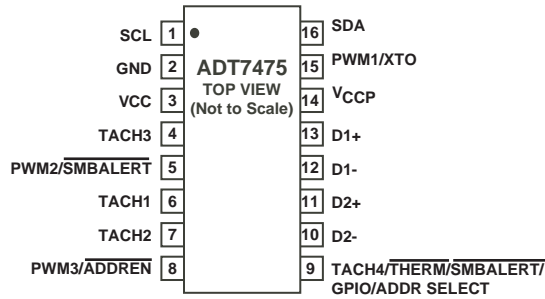 SCL 1
GND 2
VCC 3
TACH3 4
PWM2/SMBALERT 5
TACH1 6
TACH2 7
PWM3/ADDREN 8
ADT7475
TOP VIEW
(Not to Scale)
16 SDA
15 PWM1/XTO
14 VCCP
13 D1+
12 D1-
11 D2+
10 D2-
9 TACH4/THERM/SMBALERT/
GPIO/ADDR SELECT